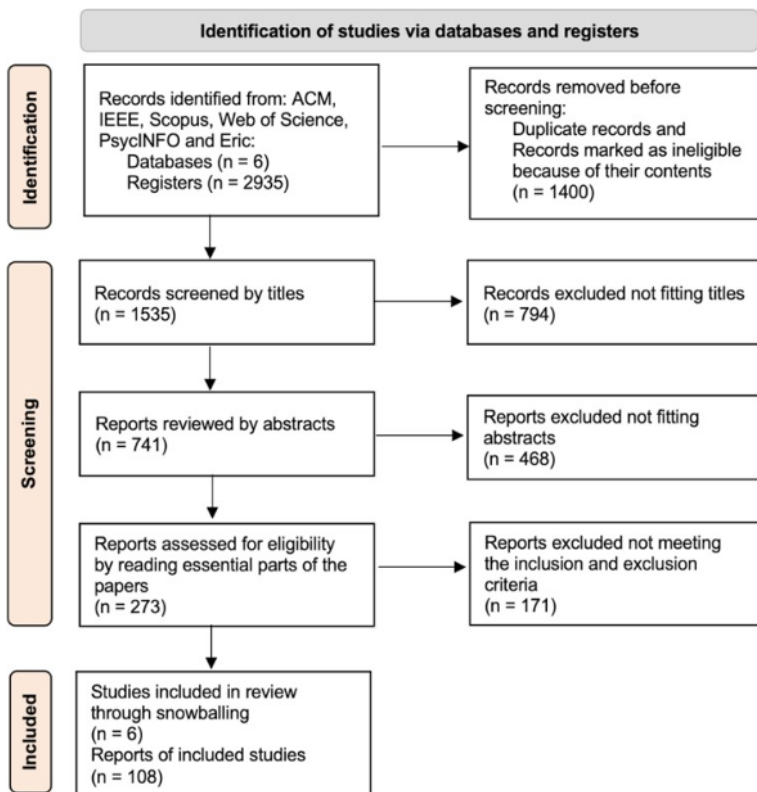 Identification of studies via databases and registers
Identification
Records identified from: ACM,
IEEE, Scopus, Web of Science,
PsycINFO and Eric:
Databases (n = 6)
Registers (n = 2935)
Records removed before
screening:
Duplicate records and
Records marked as ineligible
because of their contents
(n = 1400)
Screening
Records screened by titles
(n = 1535)
Records excluded not fitting titles
(n = 794)
Reports reviewed by abstracts
(n = 741)
Reports excluded not fitting
abstracts
(n = 468)
Reports assessed for eligibility
by reading essential parts of the
papers
(n = 273)
Reports excluded not meeting
the inclusion and exclusion
criteria
(n = 171)
Included
Studies included in review
through snowballing
(n = 6)
Reports of included studies
(n = 108)